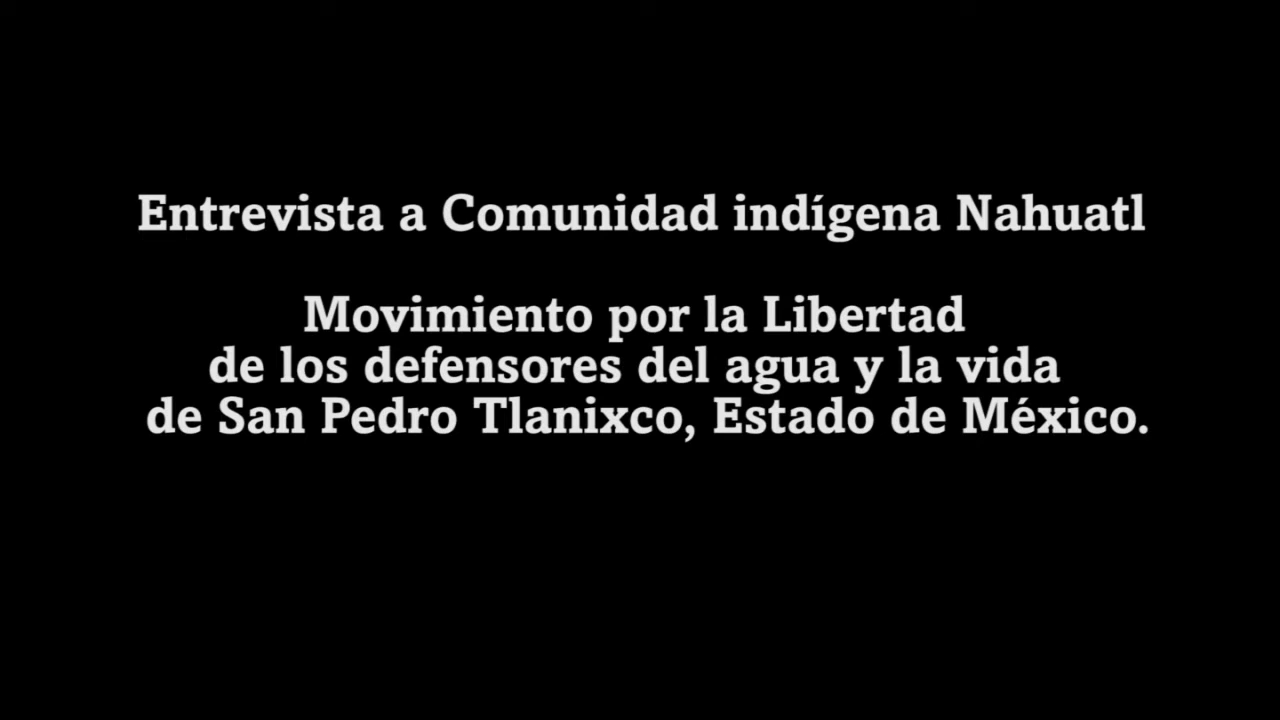 Entrevista a Comunidad indígena Nahuatl
Movimiento por la Libertad
de los defensores del agua y la vida
de San Pedro Tlanixco, Estado de México.